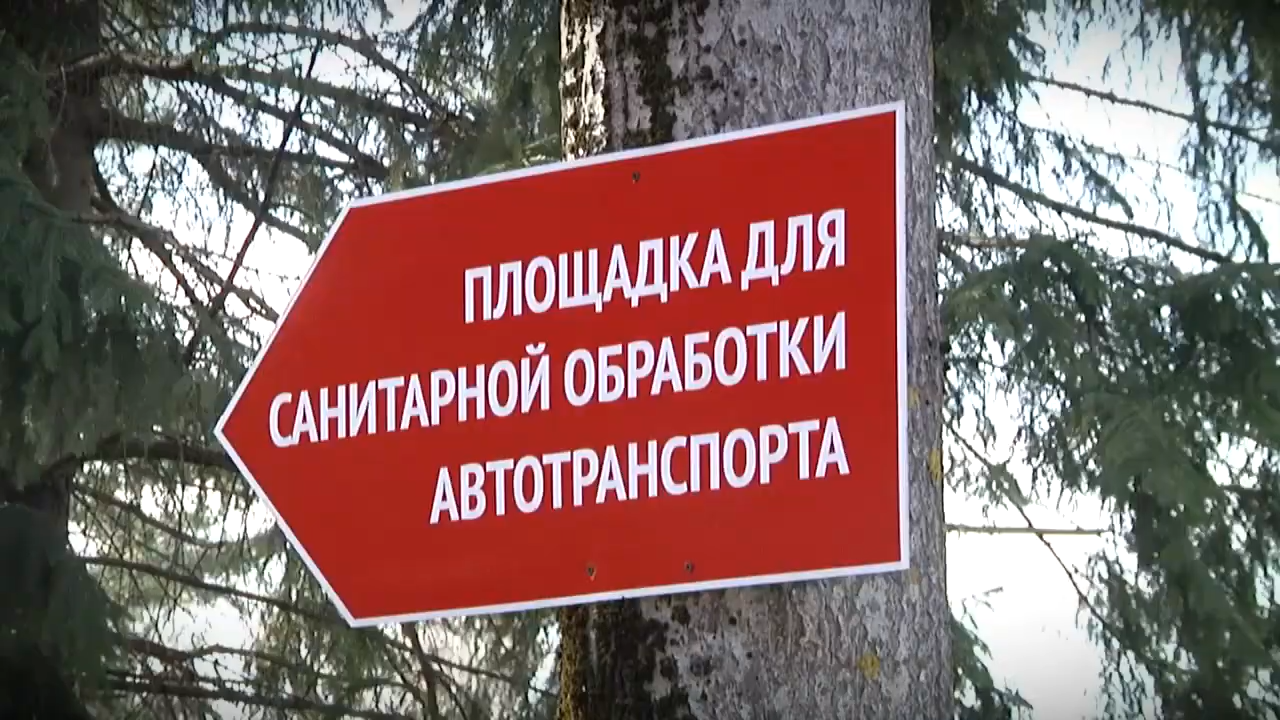 ПЛОЩАДКА ДЛЯ
САНИТАРНОЙ ОБРАБОТКИ
АВТОТРАНСПОРТА